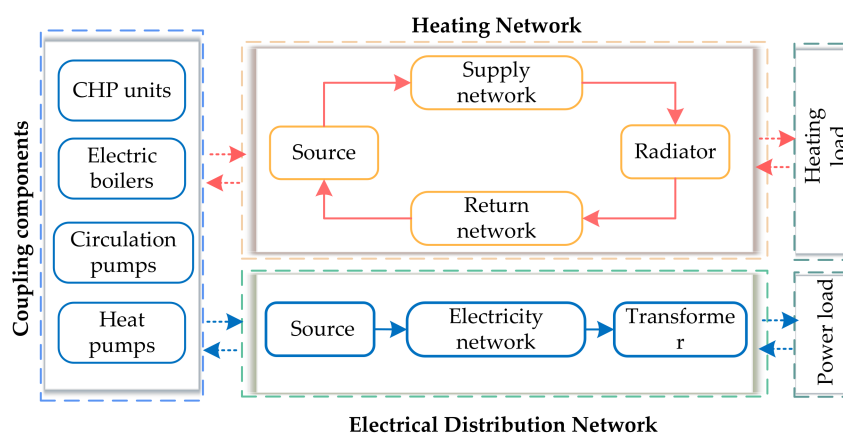 Heating Network
Coupling components
CHP units
Electric
boilers
Circulation
pumps
Heat
pumps
Supply
network
Source
Radiator
Return
network
Heating
load
Source
Electricity
network
Transforme
r
Power load
Electrical Distribution Network